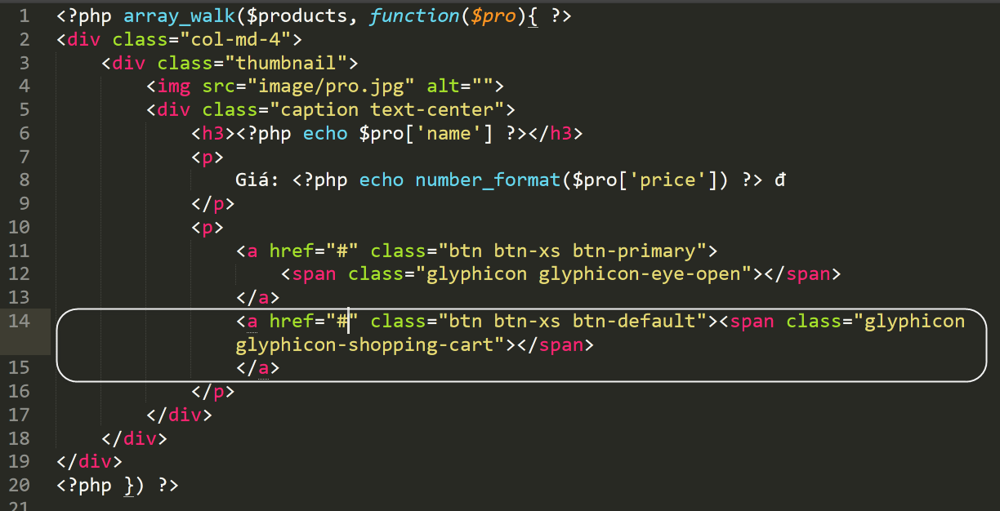 1 <?php array_walk($products, function($pro){ ?>
2 <div class="col-md-4">
3 <div class="thumbnail">
4 <img src="image/pro.jpg" alt="">
5 <div class="caption text-center">
6 <h3><?php echo $pro['name'] ?></h3>
7 <p>
8 Giá: <?php echo number_format($pro['price']) ?> đ
9 </p>
10 <p>
11 <a href="#" class="btn btn-xs btn-primary">
12 <span class="glyphicon glyphicon-eye-open"></span>
13 </a>
14 <a href="#" class="btn btn-xs btn-default"><span class="glyphicon
glyphicon-shopping-cart"></span>
15 </a>
16 </p>
17 </div>
18 </div>
19 </div>
20 <?php }) ?>
21